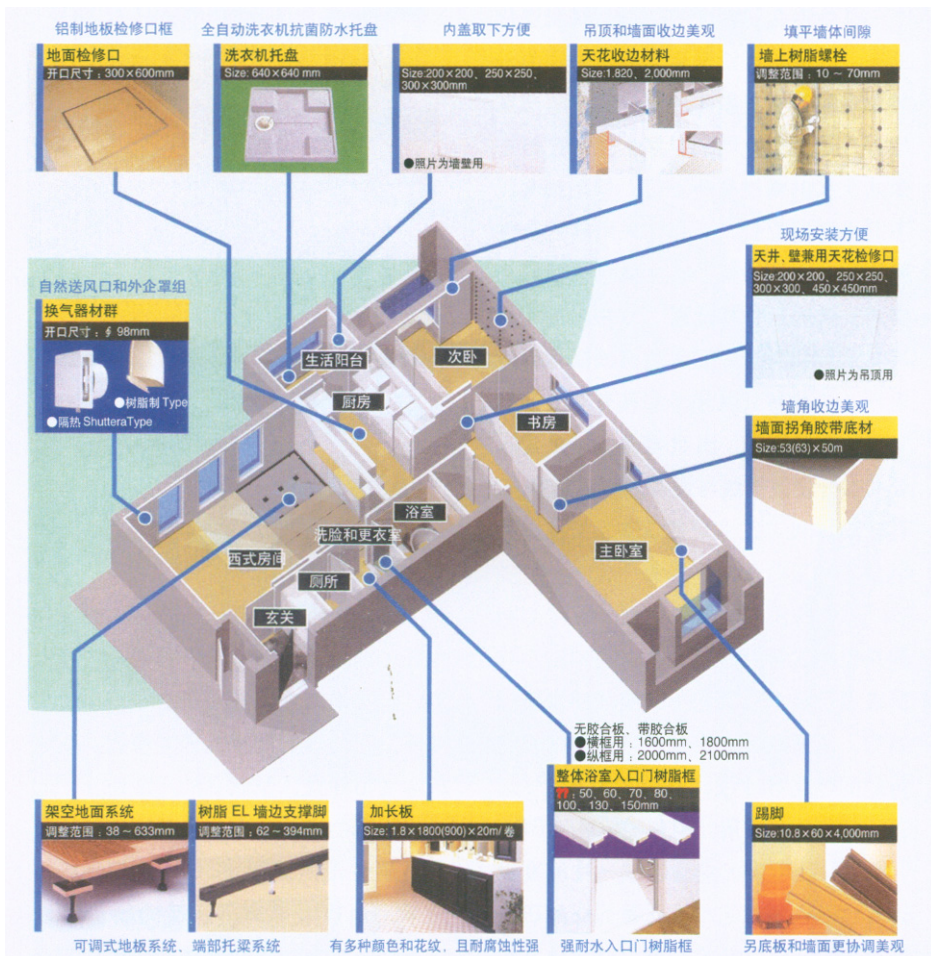 铝制地板检修口框
地面检修口
开口尺寸：300×600mm
全自动洗衣机抗菌防水托盘
洗衣机托盘
Size: 640×640 mm
内盖取下方便
Size:200×200、250×250、
300×300mm
●照片为墙壁用
吊顶和墙面收边美观
天花收边材料
Size:1.820、2,000mm
填平墙体间隙
墙上树脂螺栓
调整范围：10 ～ 70mm
现场安装方便
天井、壁兼用天花检修口
Size:200×200、250×250、
300×300、450×450mm
●照片为吊顶用
自然送风口和外企罩组
换气器材群
开口尺寸：∮ 98mm
●树脂制 Type
●隔热 ShutteraType
墙角收边美观
墙面拐角胶带底材
Size:53(63)×50m
生活阳台
次卧
厨房
书房
浴室
洗脸和更衣室
主卧室
西式房间
厕所
玄关
无胶合板、带胶合板
●横框用：1600mm、1800mm
●纵框用：2000mm、2100mm
架空地面系统
调整范围：38～633mm
树脂 EL 墙边支撑脚
调整范围：62～394mm
可调式地板系统、端部托梁系统
加长板
Size: 1.8×1800(900)×20m/ 卷
有多种颜色和花纹、且耐腐蚀性强
整体浴室入口门树脂框
：50、60、70、80、
100、130、150mm
强耐水入口门树脂框
踢脚
Size:10.8×60×4,000mm
另底板和墙面更协调美观